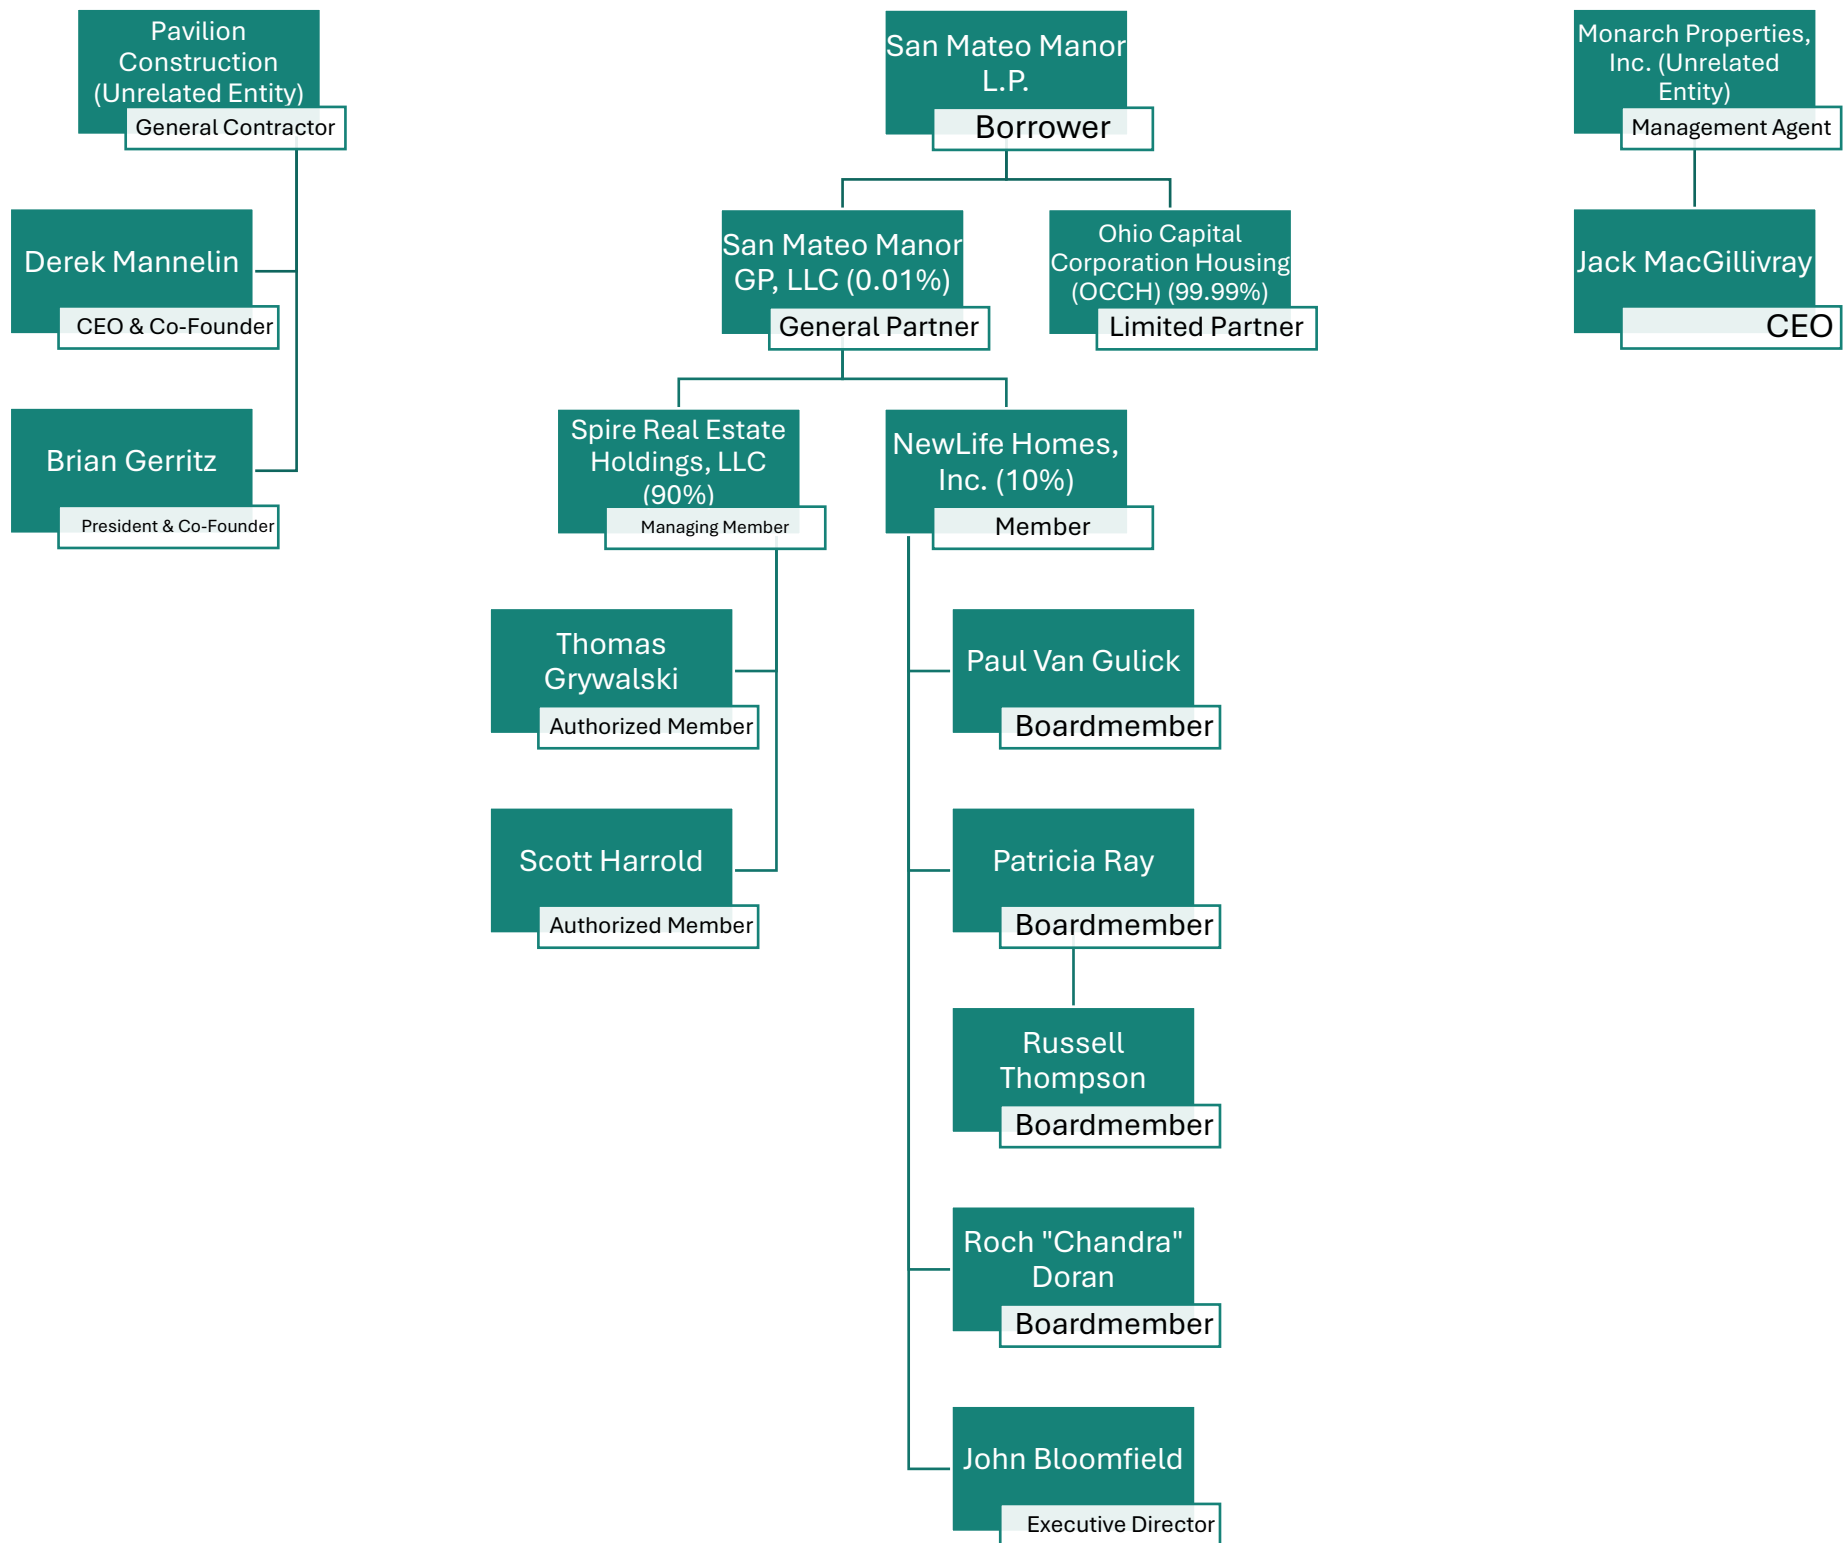 Pavilion
Construction
(Unrelated Entity)
General Contractor
Derek Mannelin
CEO & Co-Founder
Brian Gerritz
President & Co-Founder
San Mateo Manor
L.P.
Borrower
San Mateo Manor
GP, LLC (0.01%)
General Partner
Ohio Capital
Corporation Housing
(OCCH) (99.99%)
Limited Partner
Spire Real Estate
Holdings, LLC
(90%)
Managing Member
NewLife Homes,
Inc. (10%)
Member
Thomas
Grywalski
Authorized Member
Scott Harrold
Authorized Member
Paul Van Gulick
Boardmember
Patricia Ray
Boardmember
Russell
Thompson
Boardmember
Roch "Chandra"
Doran
Boardmember
John Bloomfield
Executive Director
Monarch Properties,
Inc. (Unrelated
Entity)
Management Agent
Jack MacGillivray
CEO